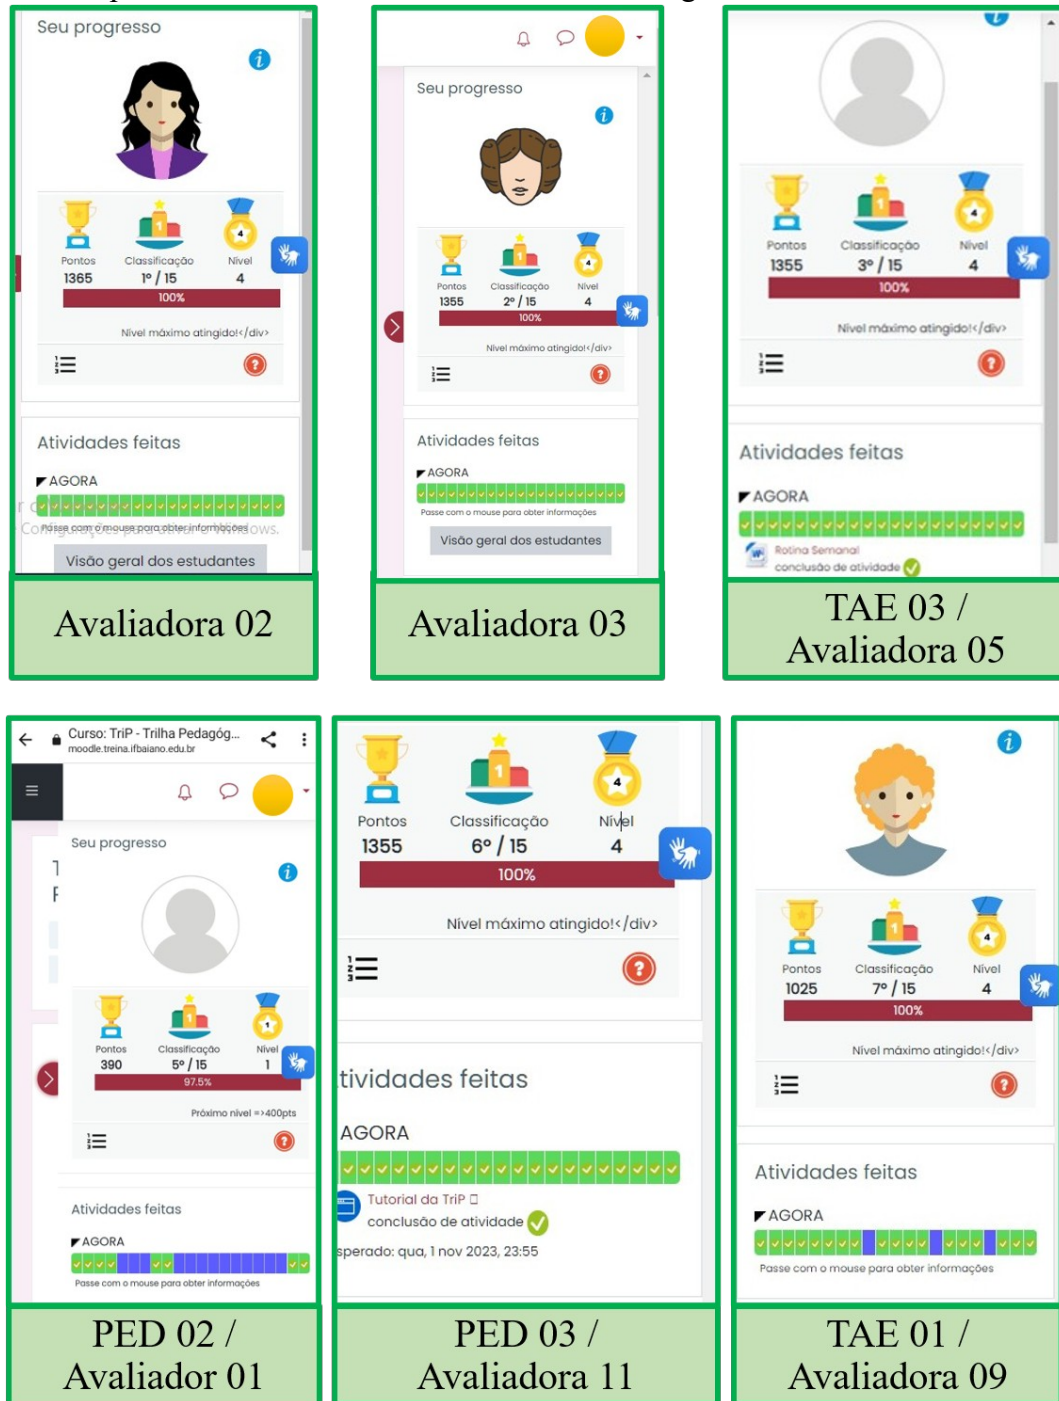 Seu progresso
Pontos
Classificação
Nível
1365
1º / 15
4
100%
Nível máximo atingido!</div>
Atividades feitas
AGORA
Passe com o mouse para obter informações
Visão geral dos estudantes
Avaliadora 02
Seu progresso
Pontos
Classificação
Nível
1355
2º / 15
4
100%
Nível máximo atingido!</div>
Atividades feitas
AGORA
Passe com o mouse para obter informações
Visão geral dos estudantes
Avaliadora 03
Pontos
Classificação
Nível
1355
3º / 15
4
100%
Nível máximo atingido!</div>
Atividades feitas
AGORA
Rotina Semanal
conclusão de atividade
TAE 03 /
Avaliadora 05
Curso: TriP - Trilha Pedagóg...
moodle.treina.ifbaiano.edu.br
Seu progresso
Pontos
Classificação
Nível
390
5º / 15
1
97.5%
Próximo nível =>400pts
Atividades feitas
AGORA
Passe com o mouse para obter informações
PED 02 /
Avaliador 01
Pontos
Classificação
Nível
1355
6º / 15
4
100%
Nível máximo atingido!</div>
tividades feitas
AGORA
Tutorial da TriP
conclusão de atividade
sperado: qua, 1 nov 2023, 23:55
PED 03 /
Avaliadora 11
Pontos
Classificação
Nível
1025
7º / 15
4
100%
Nível máximo atingido!</div>
Atividades feitas
AGORA
Passe com o mouse para obter informações
TAE 01 /
Avaliadora 09